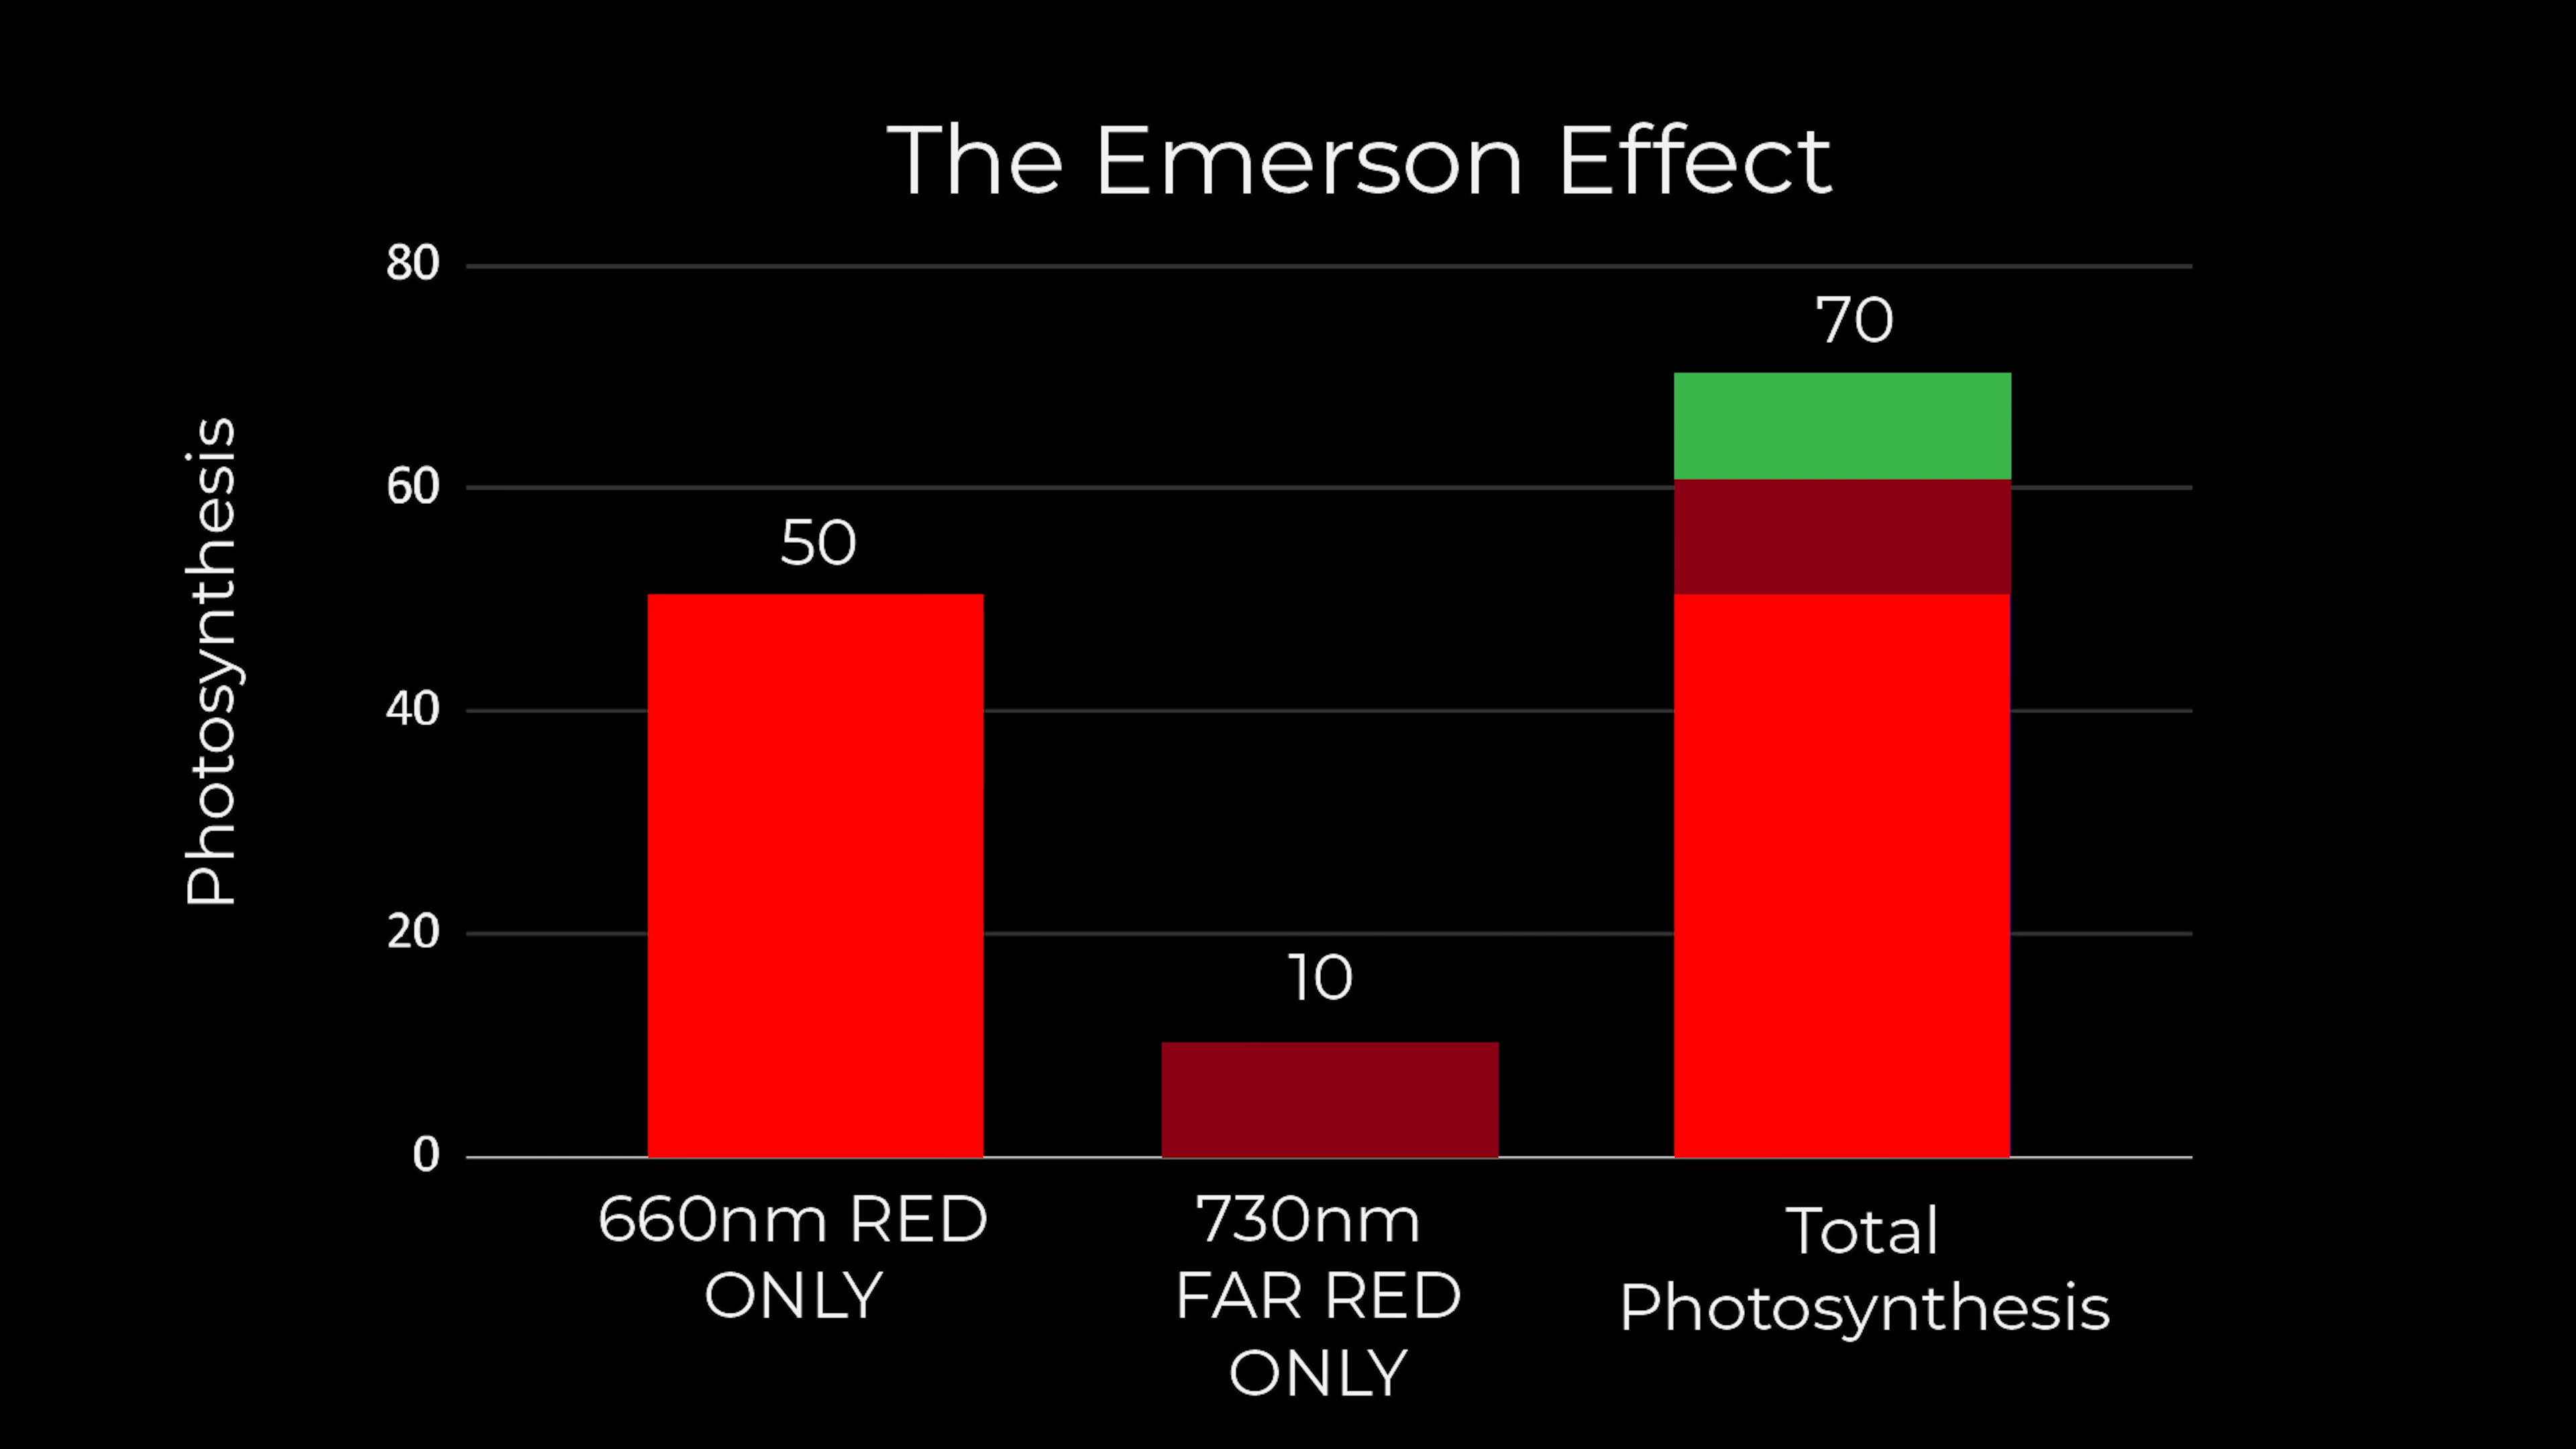 The Emerson Effect
80
70
60
50
40
20
10
0
Photosynthesis
660nm RED
ONLY
730nm
FAR RED
ONLY
Total
Photosynthesis